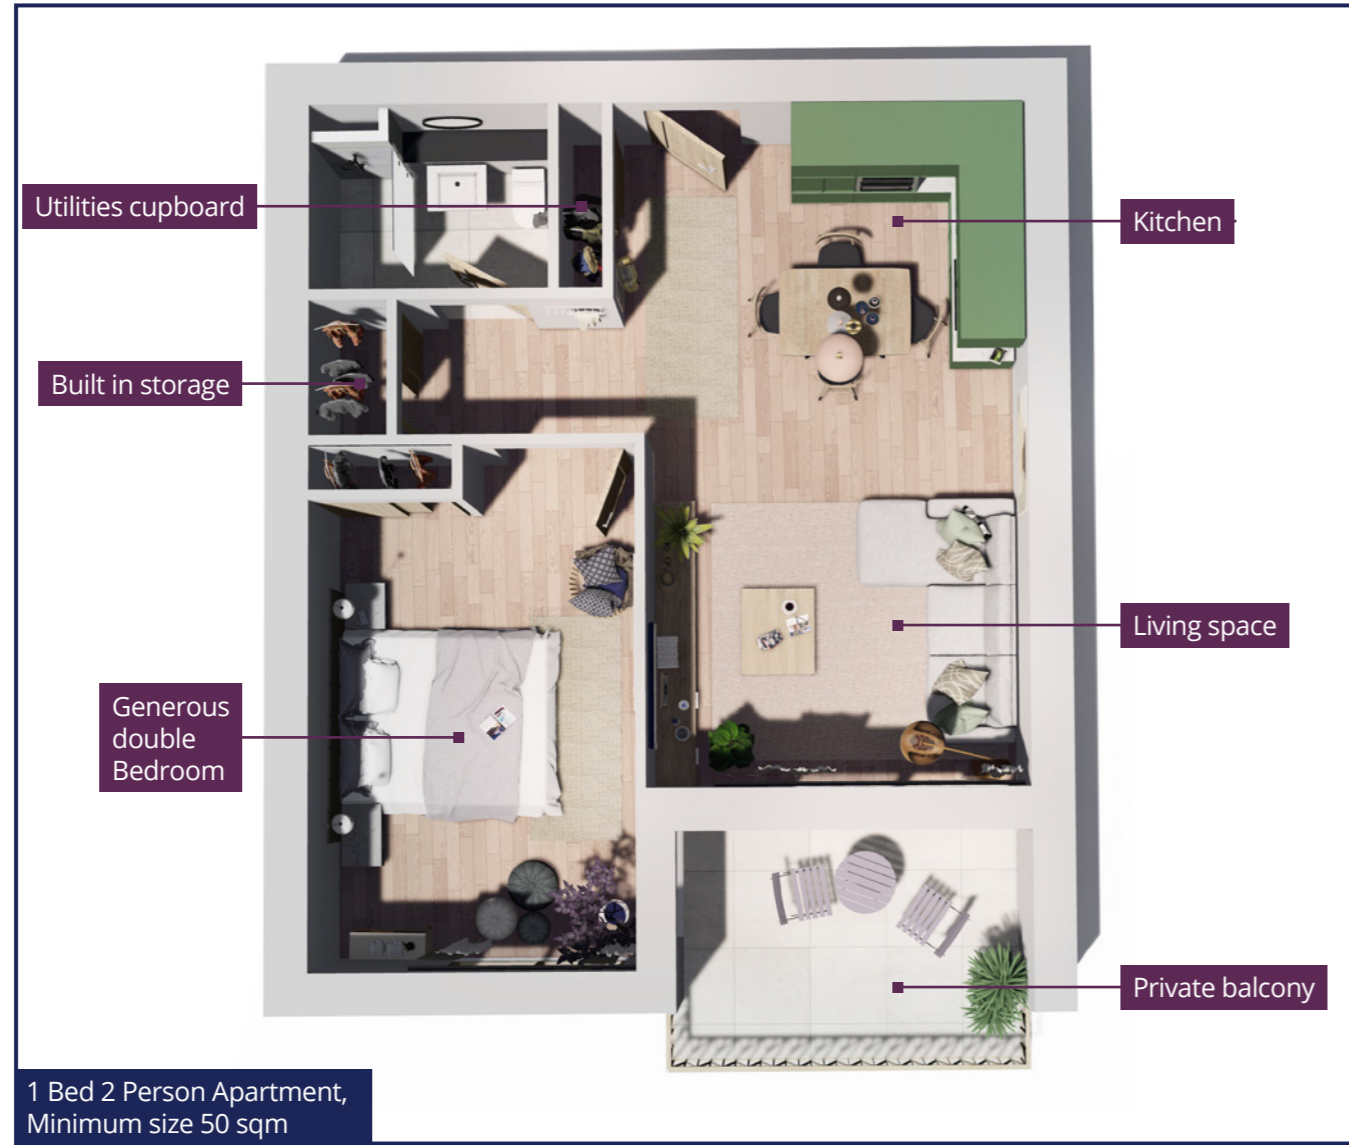 Utilities cupboard
Kitchen
Built in storage
Living space
Generous
double
Bedroom
Private balcony
1 Bed 2 Person Apartment,
Minimum size 50 sqm